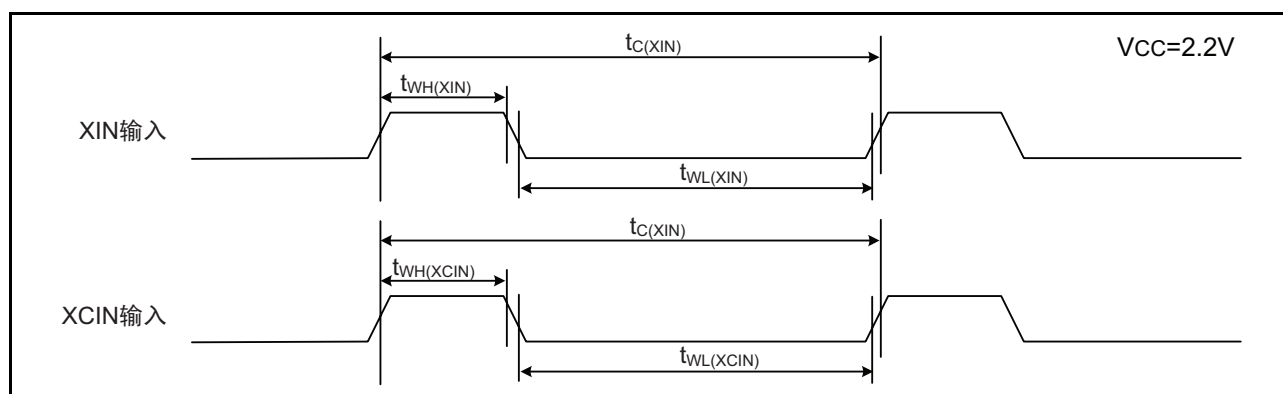 tC(XIN)
VCC=2.2V
tWH(XIN)
XIN输入
tWL(XIN)
tC(XIN)
tWH(XCIN)
XCIN输入
tWL(XCIN)